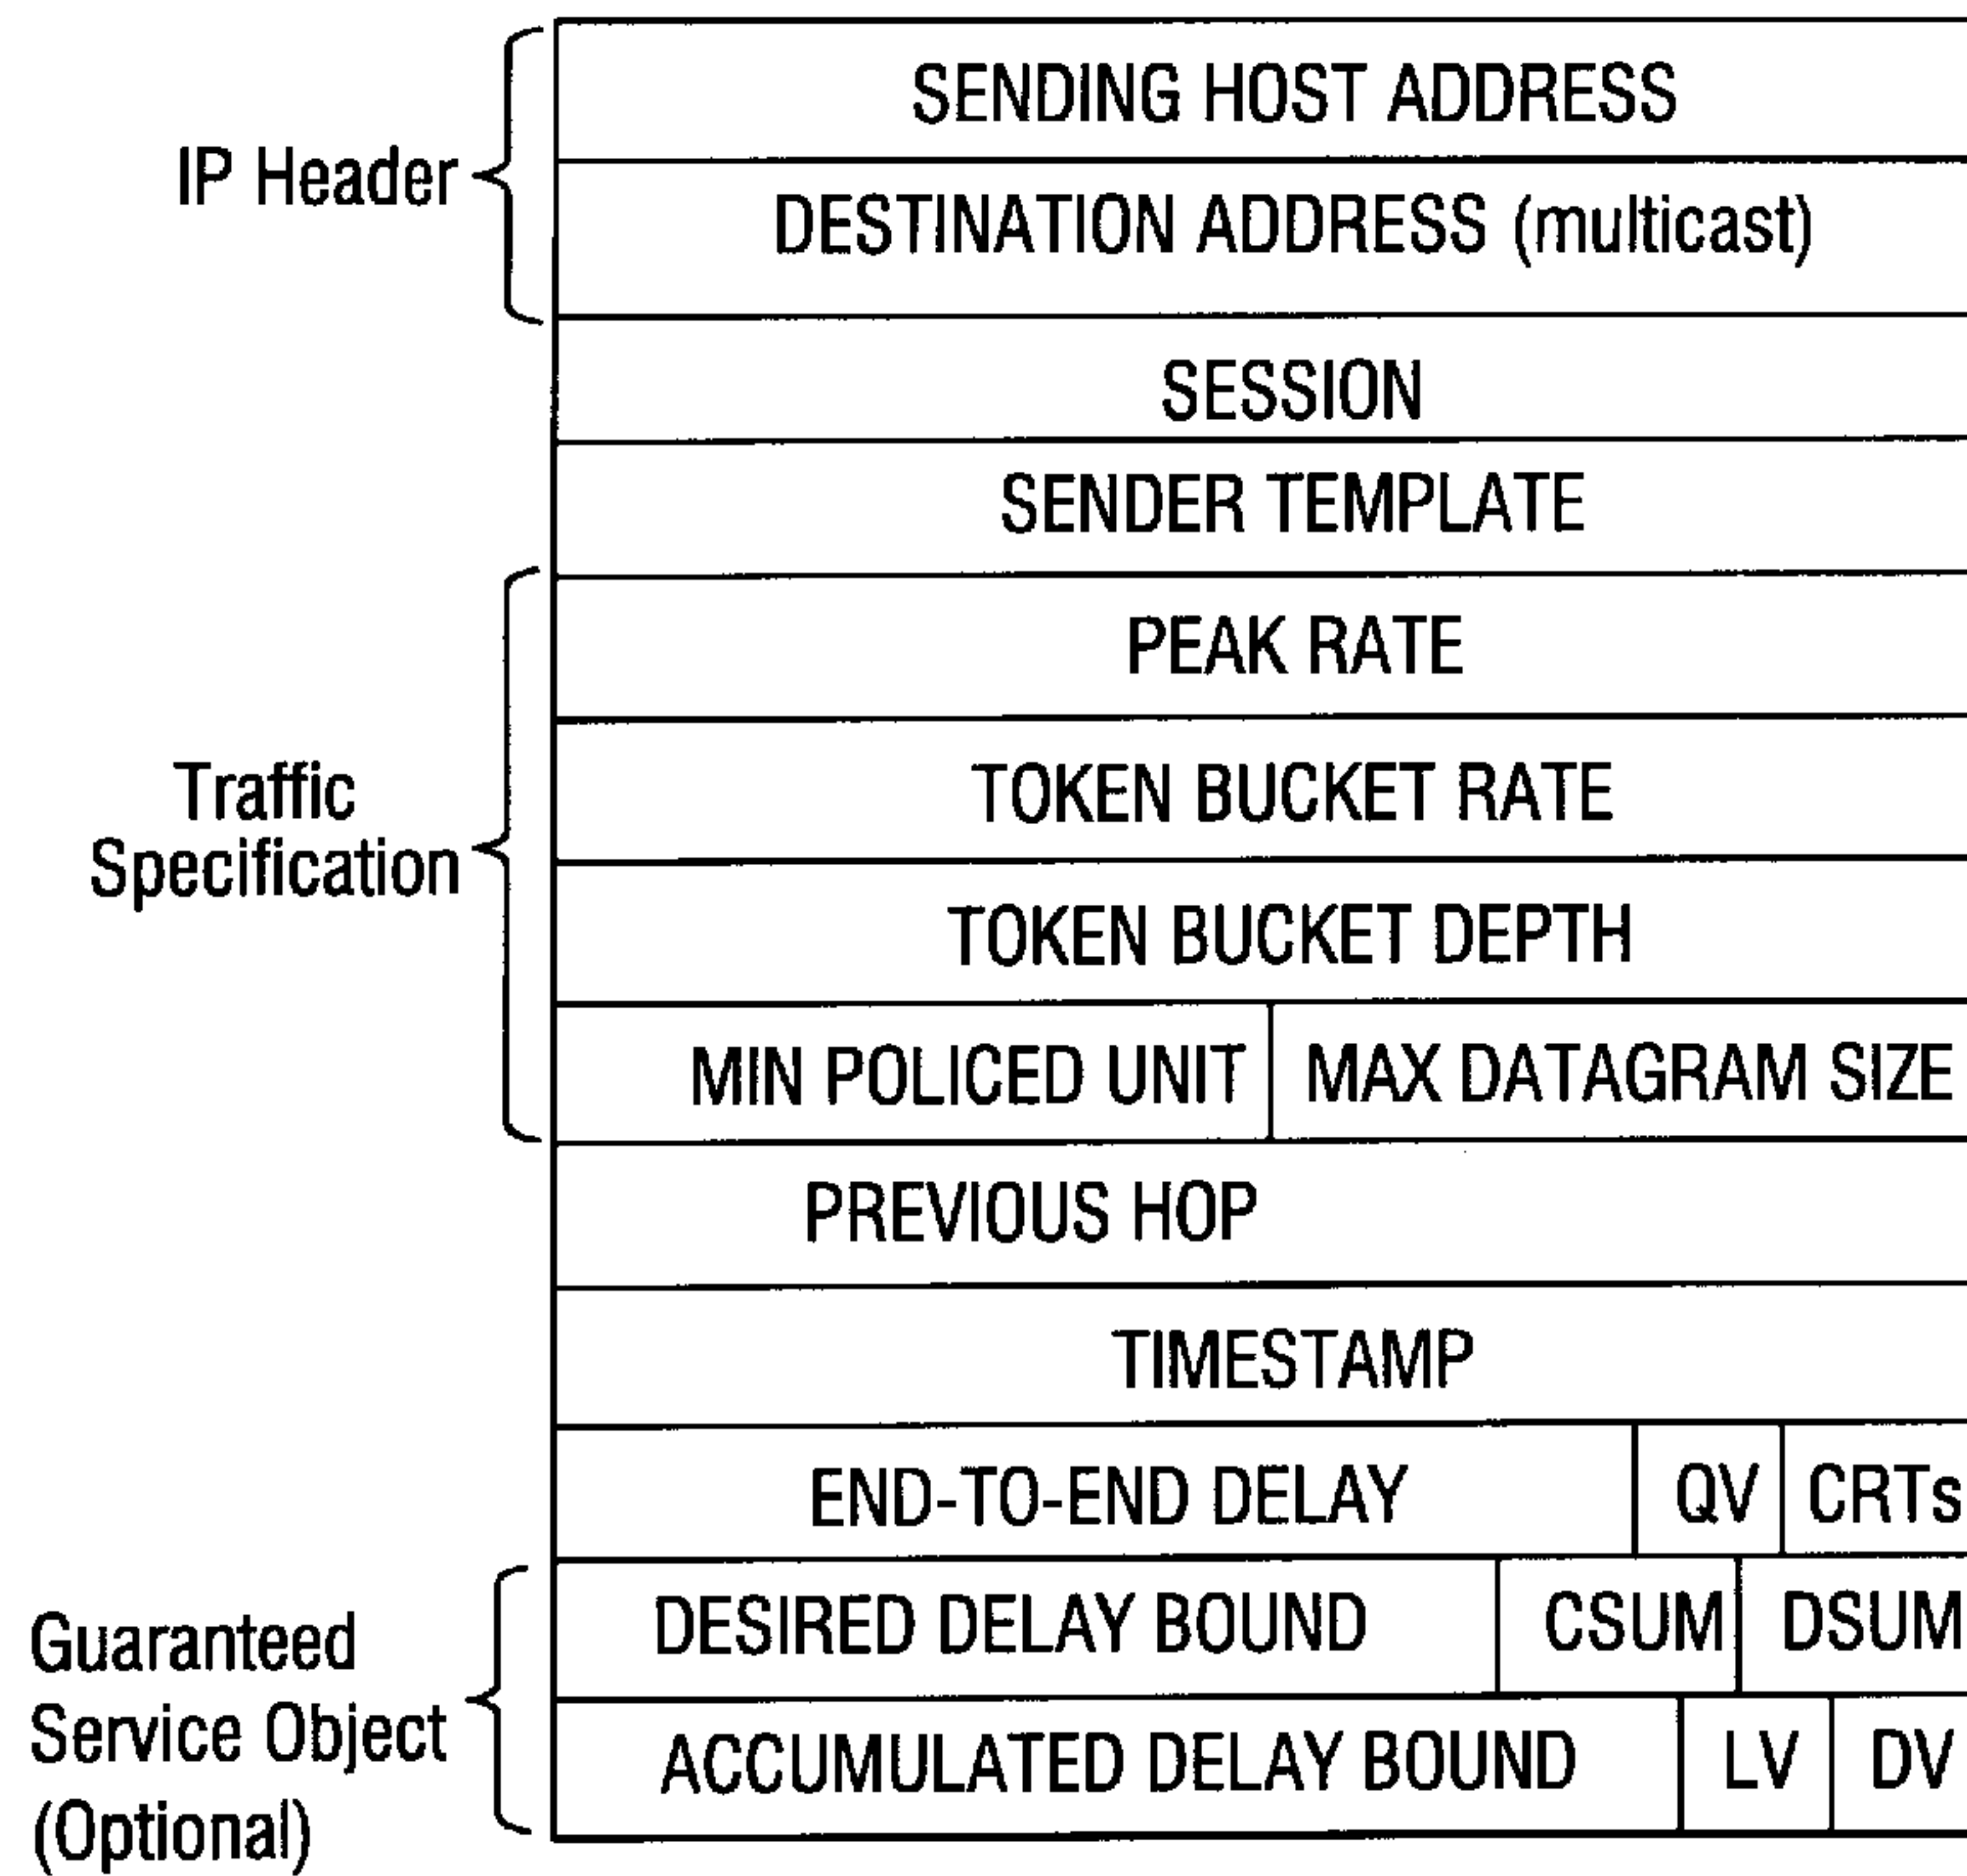 IP Header
SENDING HOST ADDRESS
DESTINATION ADDRESS (multicast)
SESSION
SENDER TEMPLATE
Traffic
Specification
PEAK RATE
TOKEN BUCKET RATE
TOKEN BUCKET DEPTH
MIN POLICED UNIT MAX DATAGRAM SIZE
PREVIOUS HOP
TIMESTAMP
END-TO-END DELAY QV CRTs
Guaranteed
Service Object
(Optional)
DESIRED DELAY BOUND CSUM DSUM
ACCUMULATED DELAY BOUND LV DV